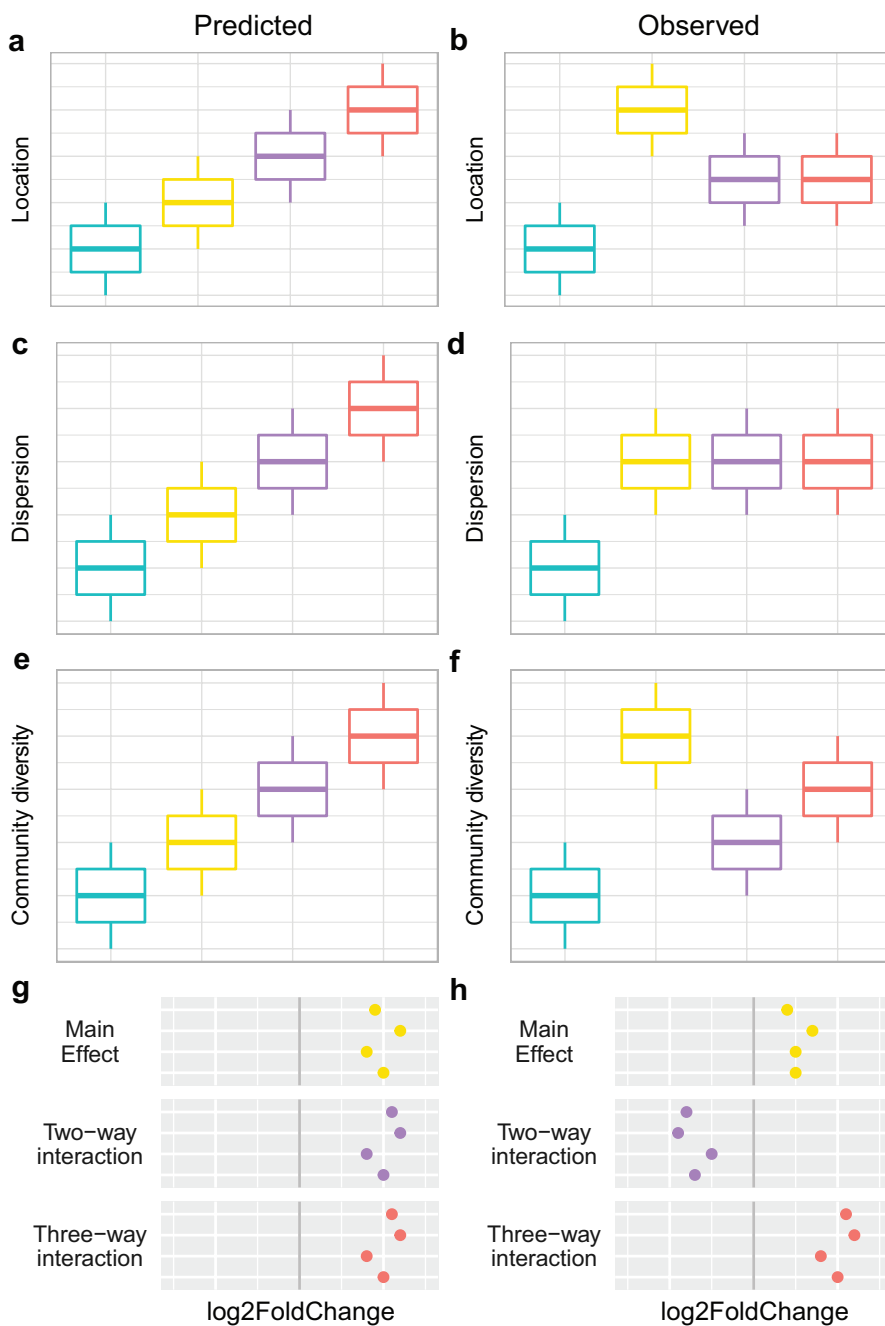 Predicted
Observed
a
b
Location
Location
c
d
Dispersion
Dispersion
e
f
Community diversity
Community diversity
g
h
Main
Effect
Main
Effect
Two−way
interaction
Two−way
interaction
Three−way
interaction
Three−way
interaction
log2FoldChange
log2FoldChange